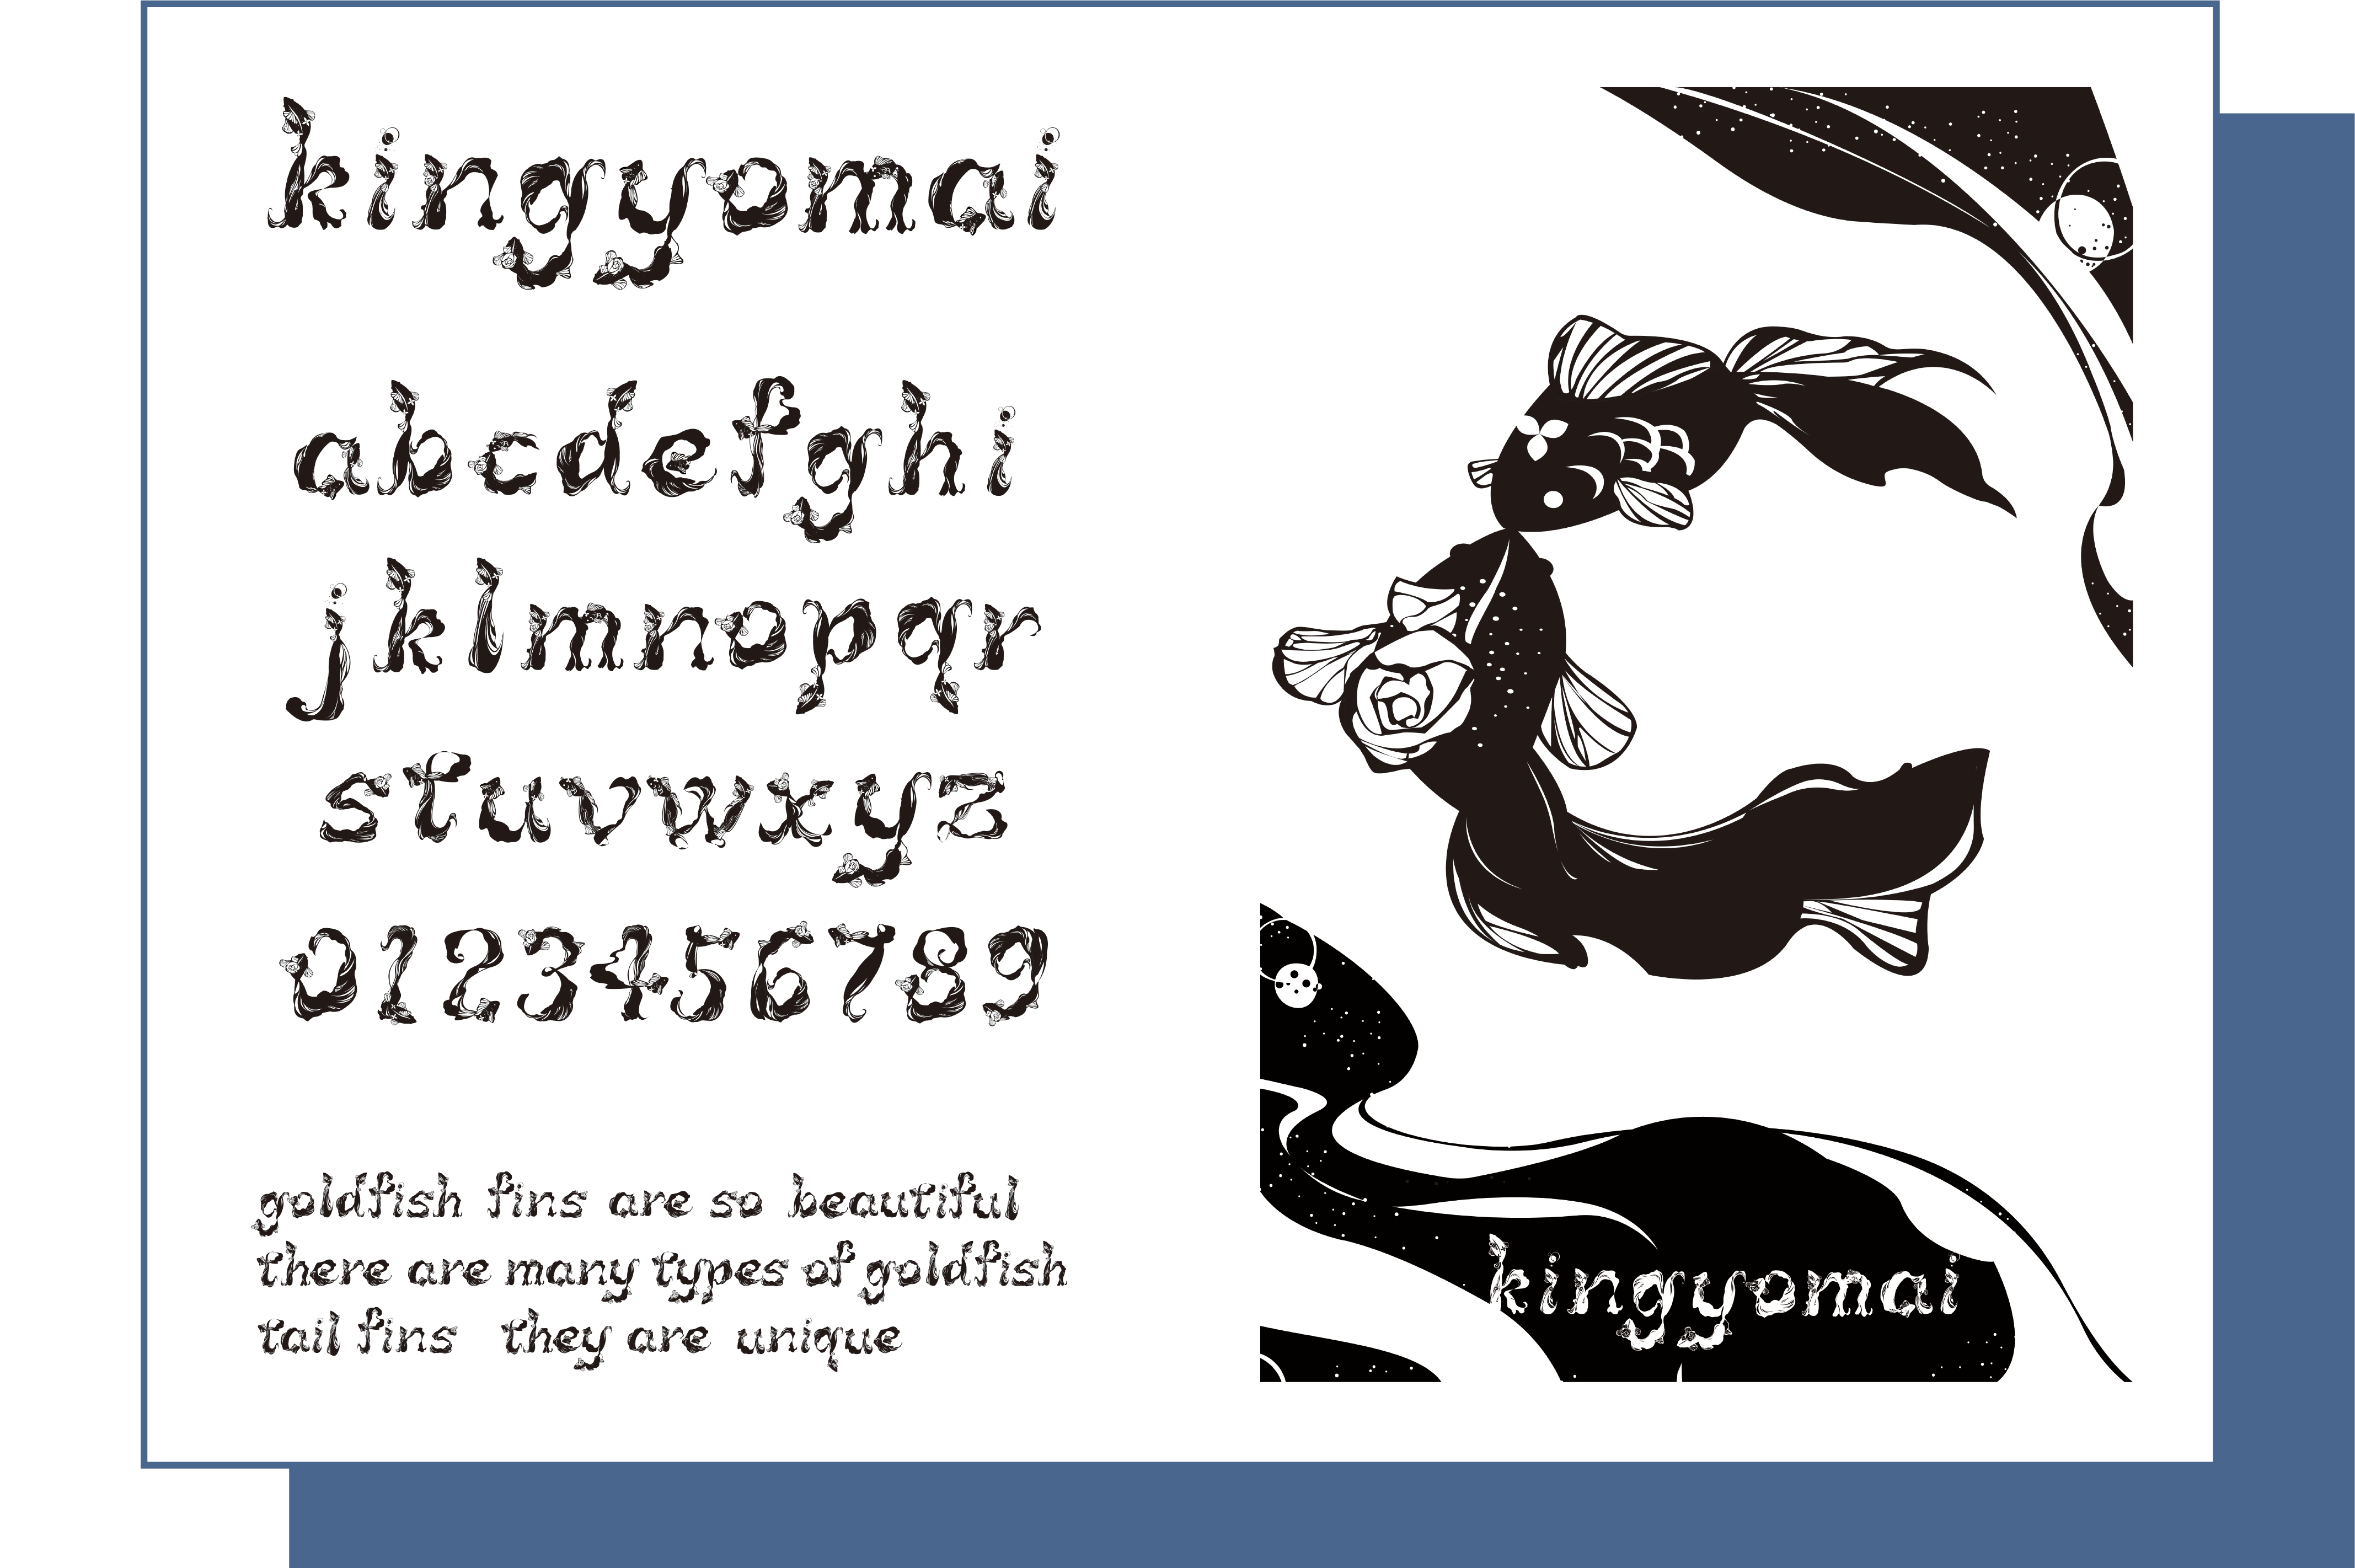 kingyomai
abcdefghi
jklmnopqr
stuvwxyz
0123456789
goldfish fins are so beautiful
there are many types of goldfish
tail fins they are unique
kingyomai